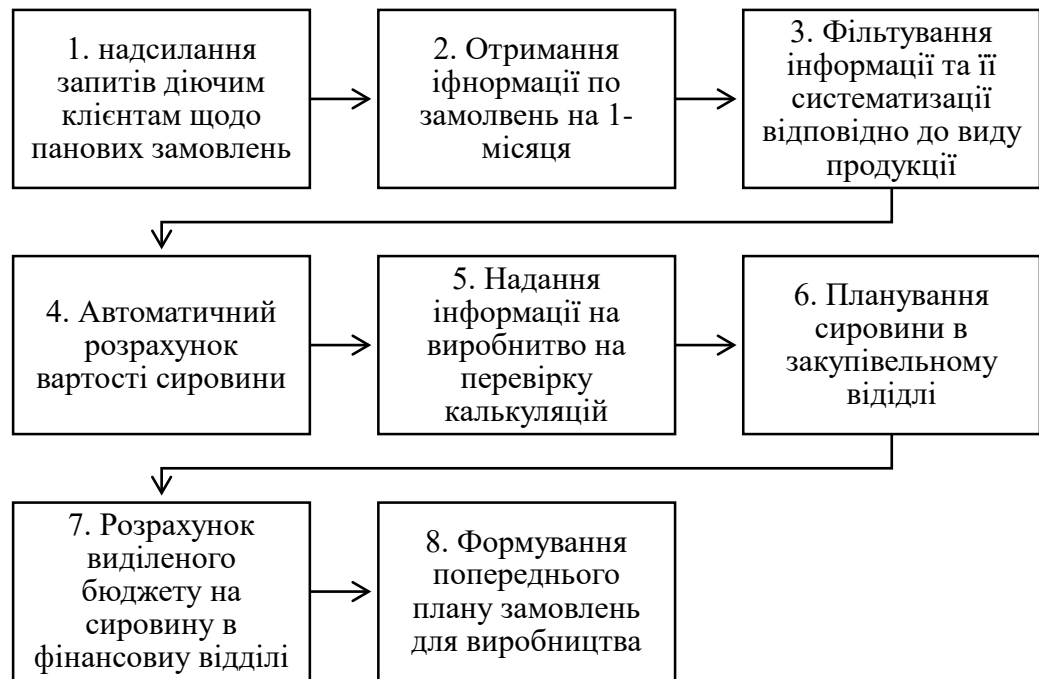 1. надсилання
запитів діючим
клієнтам щодо
панових замовлень
2. Отримання
іфнормації по
замолвень на 1-
місяця
3. Фільтування
інформації та її
систематизації
відповідно до виду
продукції
4. Автоматичний
розрахунок
вартості сировини
5. Надання
інформації на
виробнитво на
перевірку
калькуляцій
6. Планування
сировини в
закупівельному
відідлі
7. Розрахунок
виділеного
бюджету на
сировину в
фінансовиу відділі
8. Формування
попереднього
плану замовлень
для виробництва